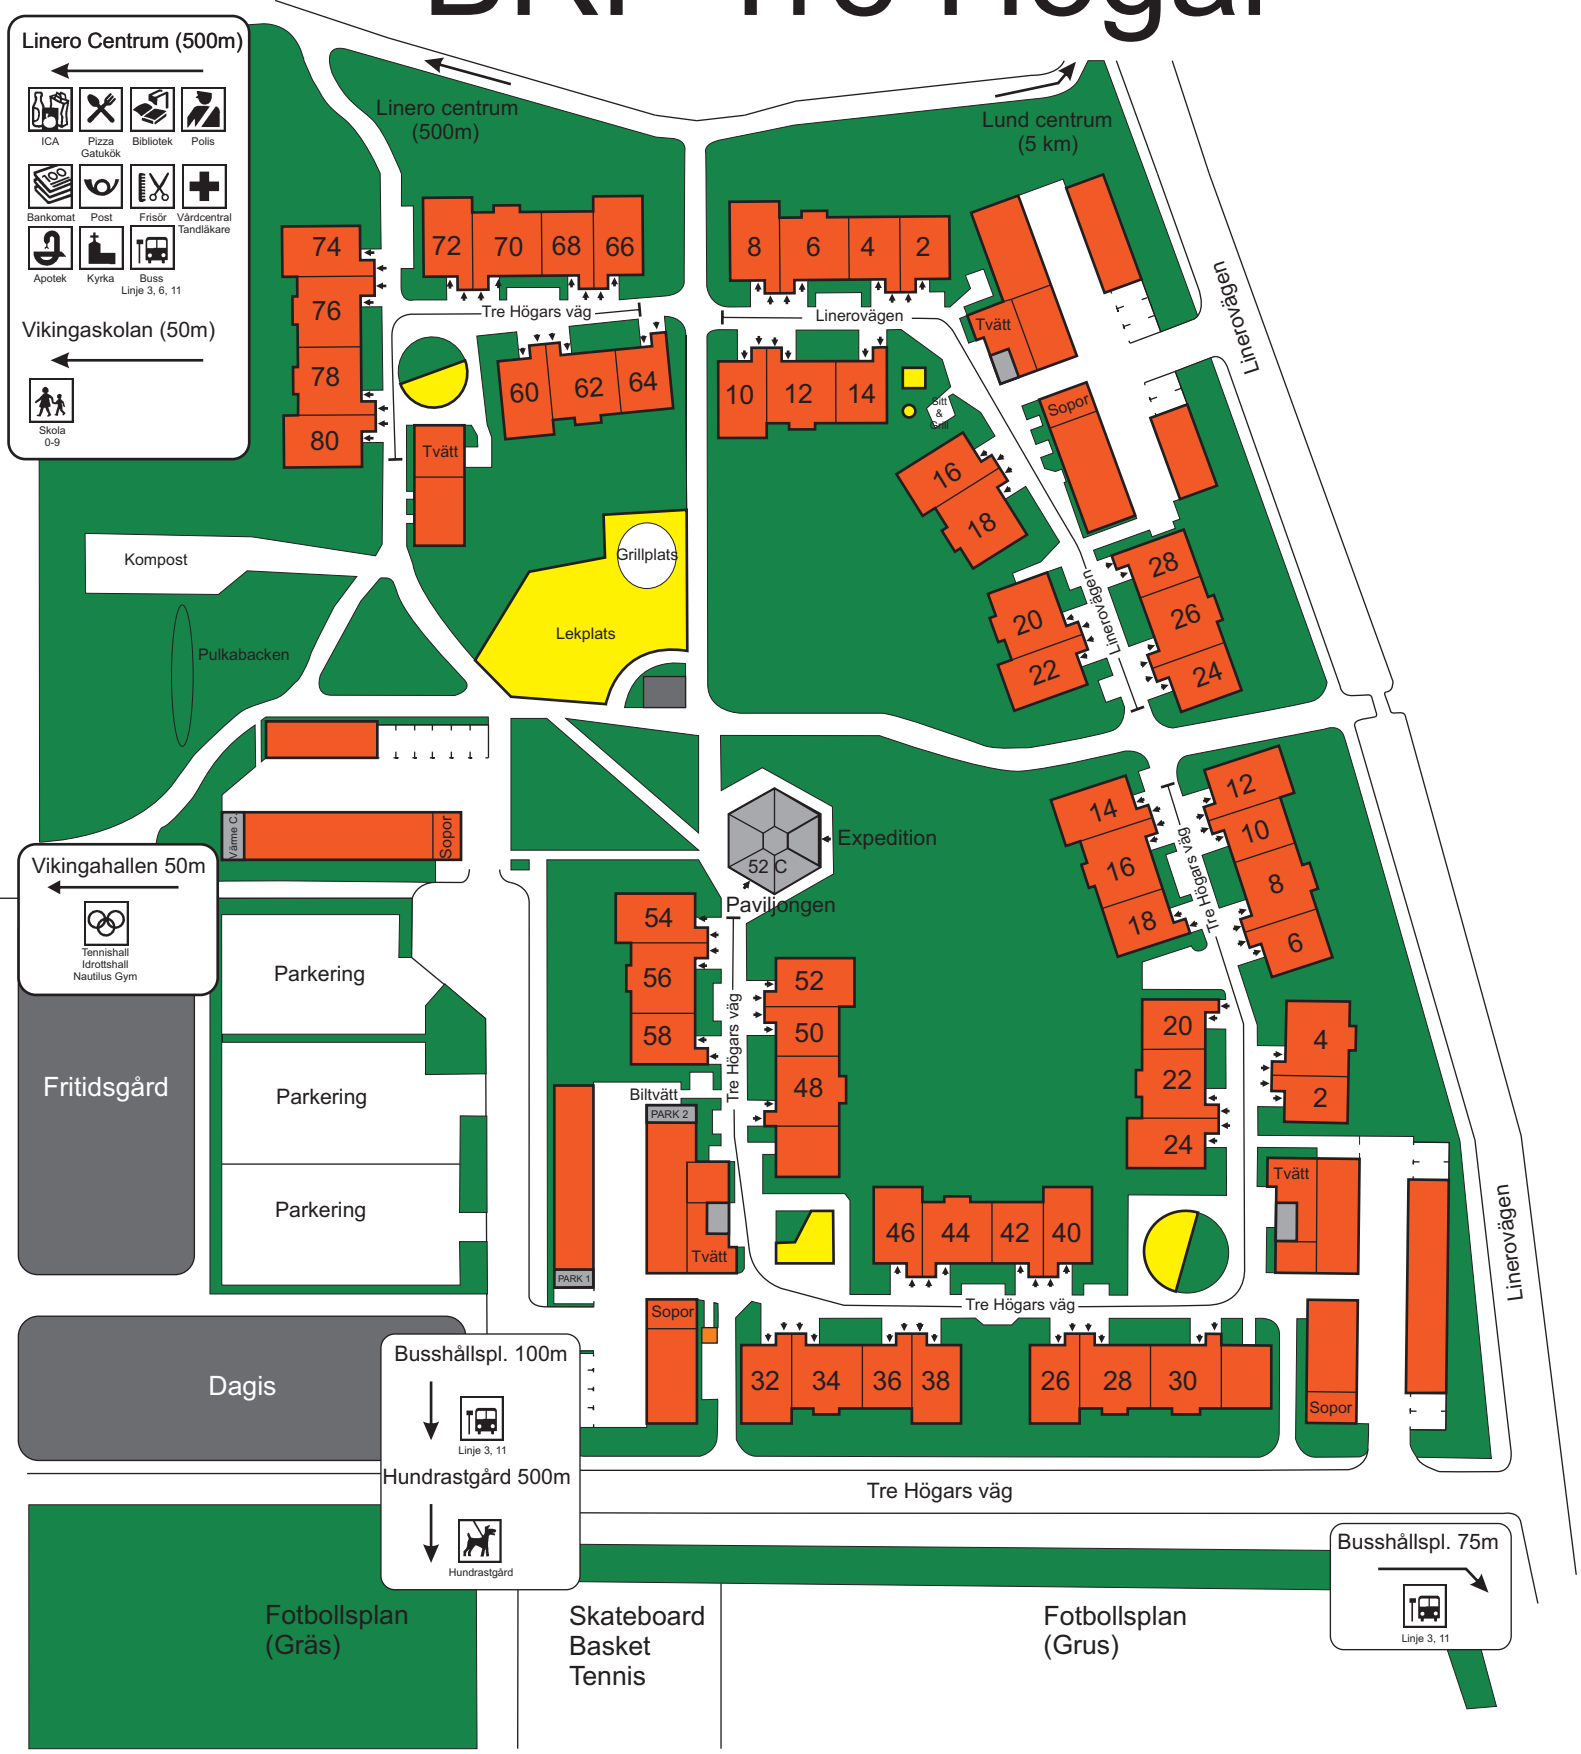 BRF Tre Högar
Linero Centrum (500m)
ICA
Pizza
Gatukök
Bibliotek
Polis
Bankomat
Post
Frisör
Vårdcentral
Tandläkare
Apotek
Kyrka
Buss
Linje 3, 6, 11
Vikingaskolan (50m)
Skola
0-9
Linero centrum
(500m)
Lund centrum
(5 km)
74
76
78
80
72
70
68
66
Tre Högars väg
60
62
64
Tvätt
8
6
4
2
Linerovägen
10
12
14
Sitt
&
Grill
Tvätt
Sopor
Linerovägen
16
18
20
22
Linerovägen
28
26
24
Kompost
Pulkabacken
Grillplats
Lekplats
Värme C.
Sopor
52 C
Expedition
Paviljongen
14
16
18
Tre Högars väg
12
10
8
6
Vikingahallen 50m
Tennishall
Idrottshall
Nautilus Gym
Parkering
Parkering
Parkering
Fritidsgård
Dagis
54
56
58
Tre Högars väg
52
50
48
Biltvätt
PARK 2
PARK 1
Tvätt
Sopor
20
22
24
4
2
Tvätt
Linerovägen
46
44
42
40
Tre Högars väg
32
34
36
38
26
28
30
Sopor
Busshållspl. 100m
Linje 3, 11
Hundrastgård 500m
Hundrastgård
Tre Högars väg
Busshållspl. 75m
Linje 3, 11
Fotbollsplan
(Gräs)
Skateboard
Basket
Tennis
Fotbollsplan
(Grus)